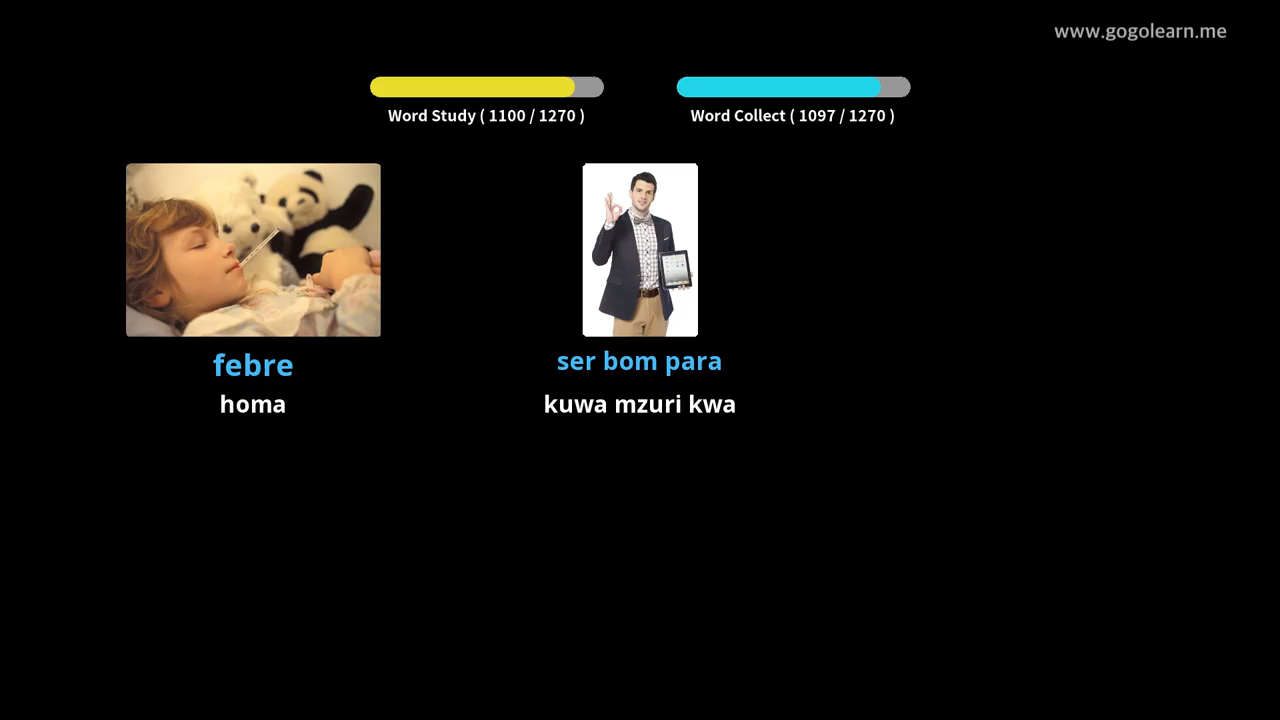 www.gogolearn.me
Word Study ( 1100 / 1270 )
Word Collect ( 1097 / 1270 )
febre
homa
ser bom para
kuwa mzuri kwa